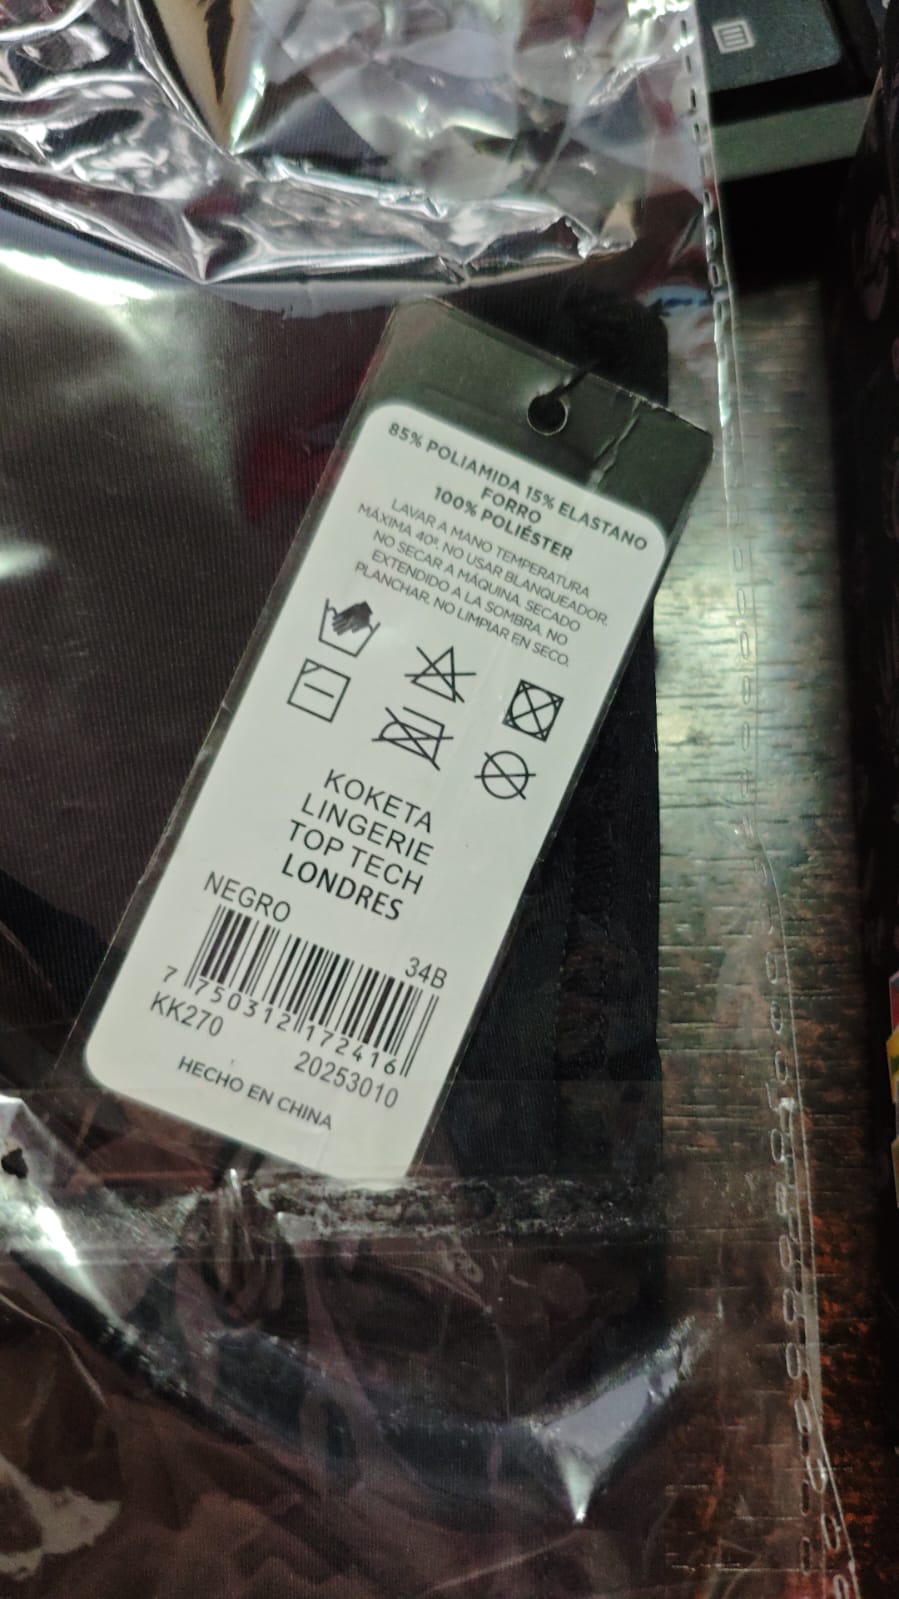 85% POLIAMIDA 15% ELASTANO
FORRO
100% POLIÉSTER
LAVAR A MANO TEMPERATURA
MÁXIMA 40º. NO USAR BLANQUEADOR.
NO SECAR A MÁQUINA. SECADO
EXTENDIDO A LA SOMBRA. NO
PLANCHAR. NO LIMPIAR EN SECO.
KOKETA
LINGERIE
TOP TECH
LONDRES
NEGRO
34B
7 750312 172416
KK270
20253010
HECHO EN CHINA